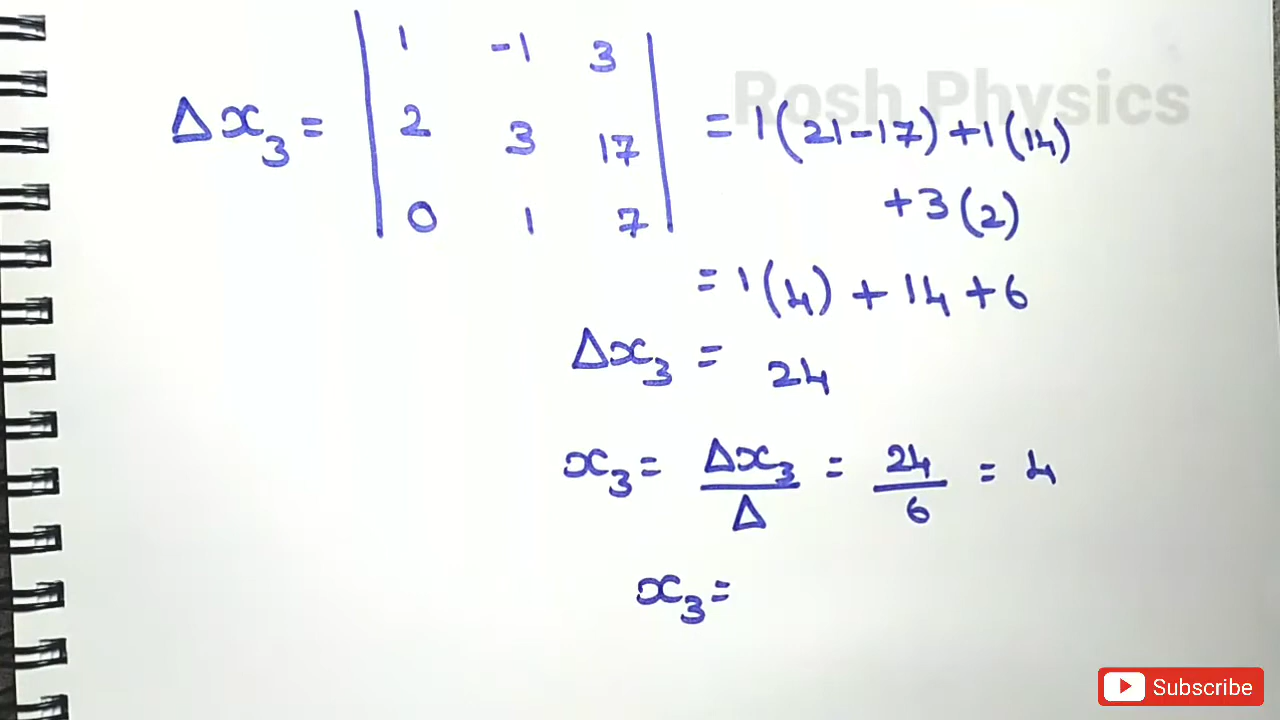 Rosh Physics
Δx₃ = | 1 -1 3 |
| 2 3 17 | = 1(21-17)+1(14)
| 0 1 7 | +3(2)
= 1(4) + 14 + 6
Δx₃ = 24
x₃ = Δx₃/Δ = 24/6 = 4
x₃ =
Subscribe